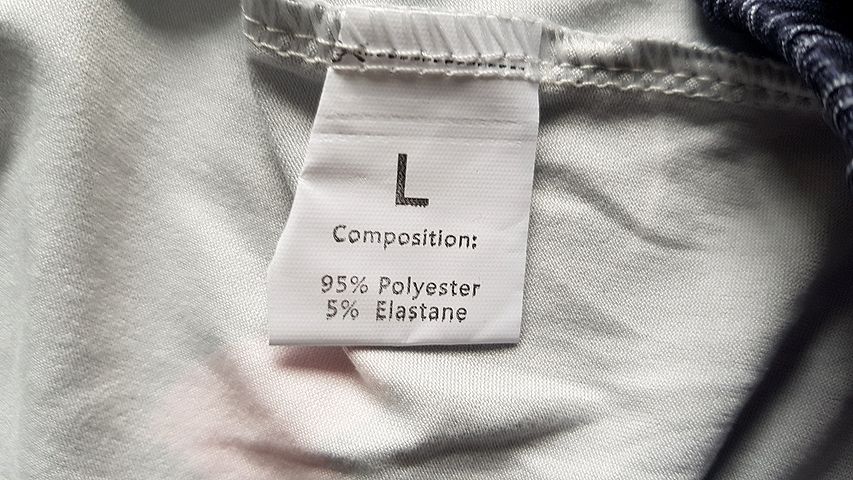 L
Composition:
95% Polyester
5% Elastane